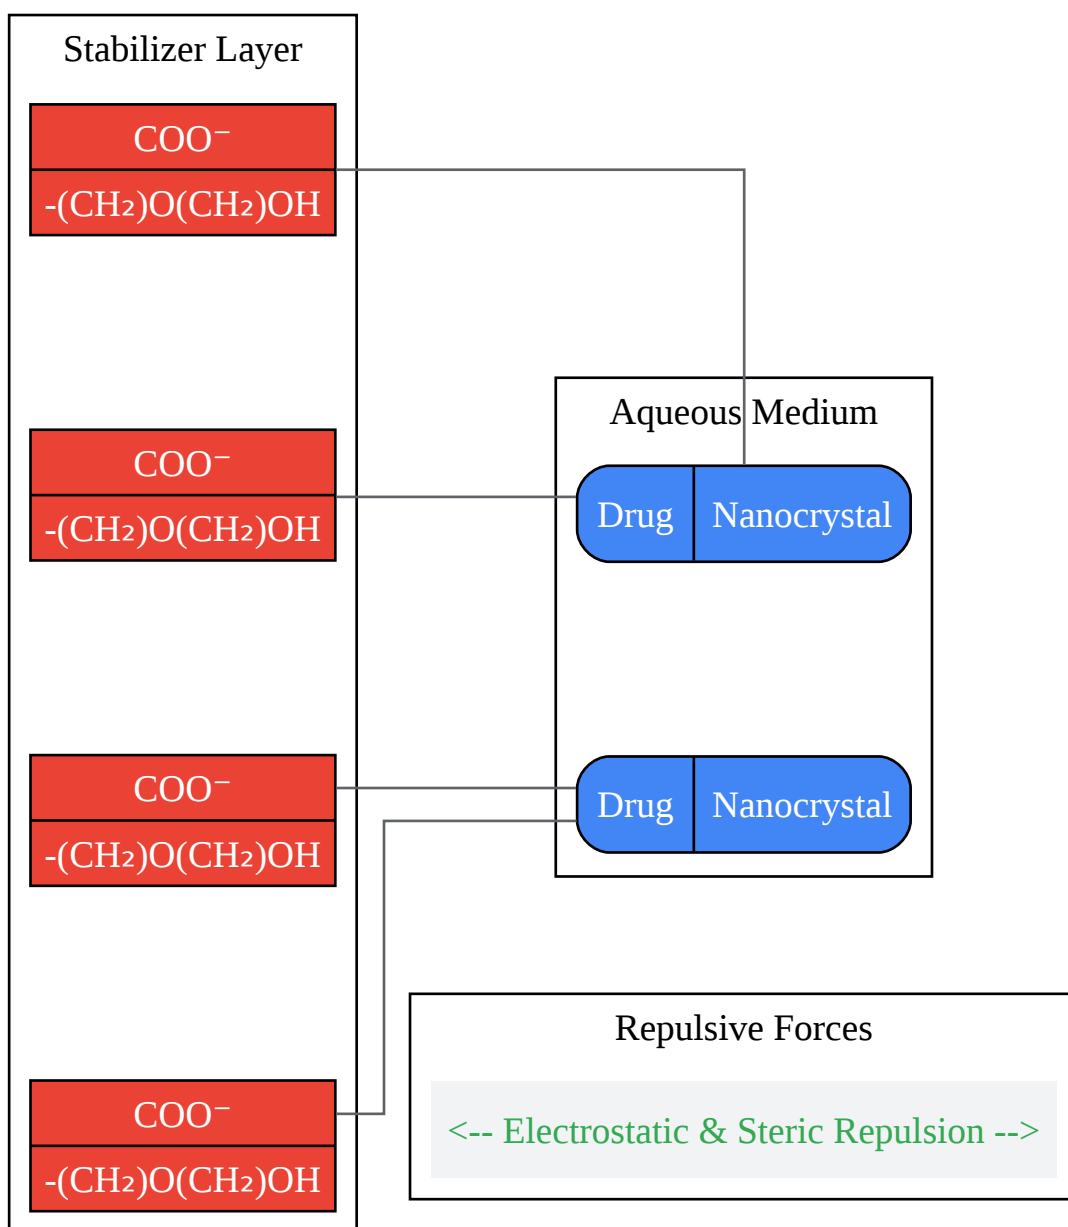 Stabilizer Layer
COO⁻
-(CH₂)O(CH₂)OH
COO⁻
-(CH₂)O(CH₂)OH
COO⁻
-(CH₂)O(CH₂)OH
COO⁻
-(CH₂)O(CH₂)OH
Aqueous Medium
Drug
Nanocrystal
Drug
Nanocrystal
Repulsive Forces
<-- Electrostatic & Steric Repulsion -->